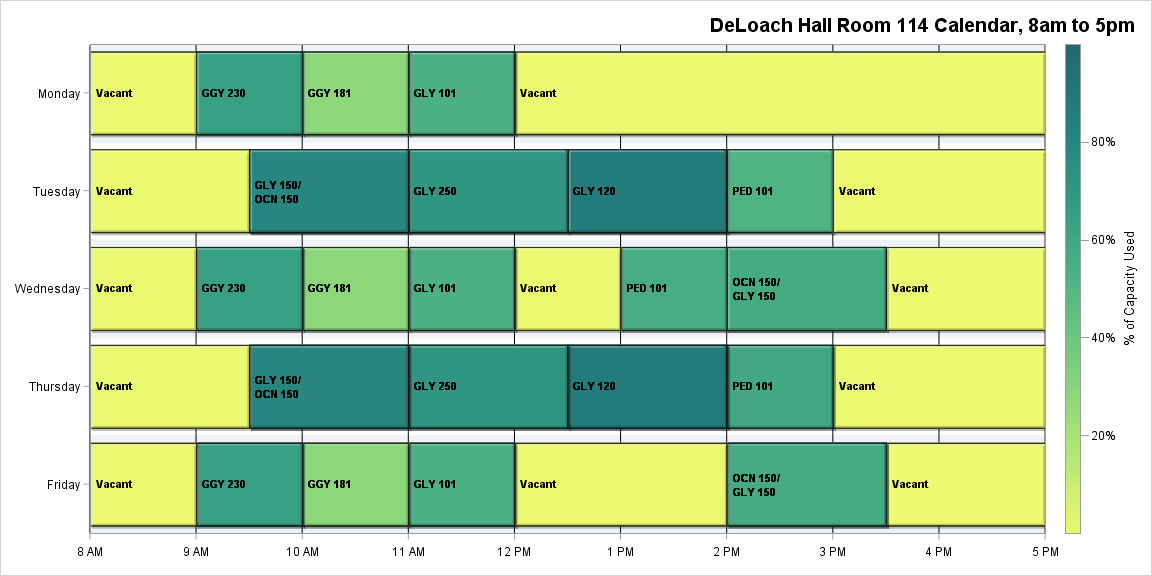 DeLoach Hall Room 114 Calendar, 8am to 5pm
Monday
Vacant
GGY 230
GGY 181
GLY 101
Vacant
Tuesday
Vacant
GLY 150/
OCN 150
GLY 250
GLY 120
PED 101
Vacant
Wednesday
Vacant
GGY 230
GGY 181
GLY 101
Vacant
PED 101
OCN 150/
GLY 150
Vacant
Thursday
Vacant
GLY 150/
OCN 150
GLY 250
GLY 120
PED 101
Vacant
Friday
Vacant
GGY 230
GGY 181
GLY 101
Vacant
OCN 150/
GLY 150
Vacant
8 AM
9 AM
10 AM
11 AM
12 PM
1 PM
2 PM
3 PM
4 PM
5 PM
80%
60%
40%
20%
% of Capacity Used